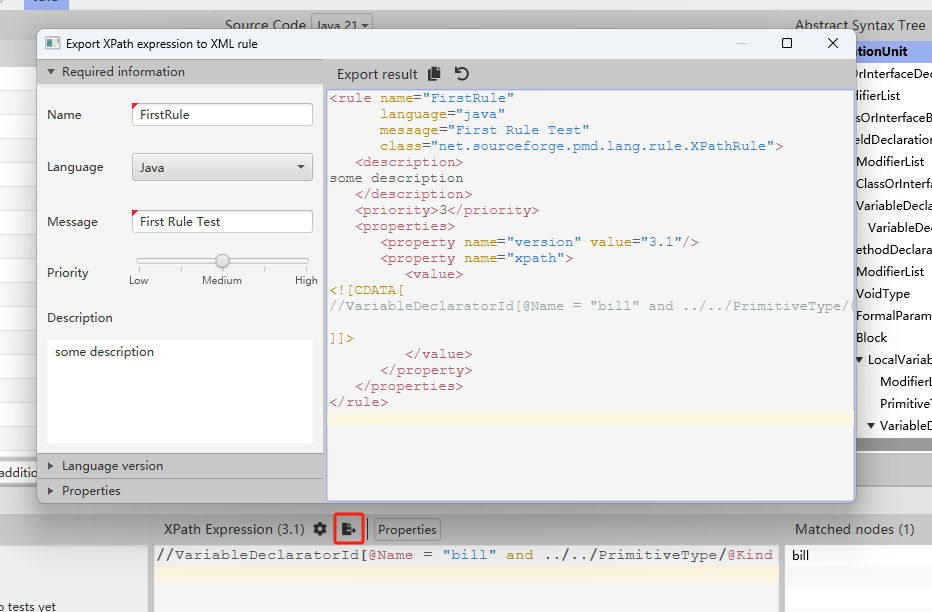 Source Code Java 21
Abstract Syntax Tree
Export XPath expression to XML rule
Required information
Name
FirstRule
Language
Java
Message
First Rule Test
Priority
Low Medium High
Description
some description
Language version
Properties
Export result
<rule name="FirstRule"
language="java"
message="First Rule Test"
class="net.sourceforge.pmd.lang.rule.XPathRule">
<description>
some description
</description>
<priority>3</priority>
<properties>
<property name="version" value="3.1"/>
<property name="xpath">
<value>
<![CDATA[
//VariableDeclaratorId[@Name = "bill" and ../../PrimitiveType/
]]>
</value>
</property>
</properties>
</rule>
tionUnit
OrInterfaceDec
difierList
sOrInterfaceB
eldDeclaration
ModifierList
ClassOrInterfa
VariableDecla
VariableDec
ethodDeclara
ModifierList
VoidType
FormalParam
Block
LocalVariab
ModifierL
PrimitiveT
VariableD
additio
XPath Expression (3.1) Properties
Matched nodes (1)
//VariableDeclaratorId[@Name = "bill" and ../../PrimitiveType/@Kind
bill
o tests yet